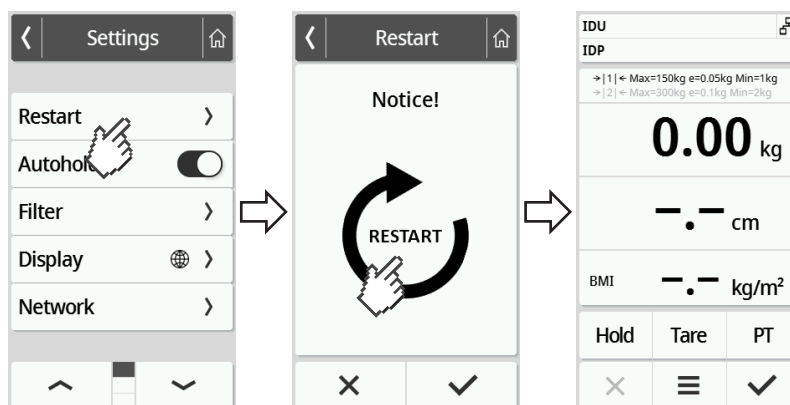 Settings
Restart
Autohol
Filter
Display
Network
Restart
Notice!
RESTART
IDU
IDP
→|1|← Max=150kg e=0.05kg Min=1kg
→|2|← Max=300kg e=0.1kg Min=2kg
0.00 kg
–.– cm
BMI –.– kg/m²
Hold Tare PT